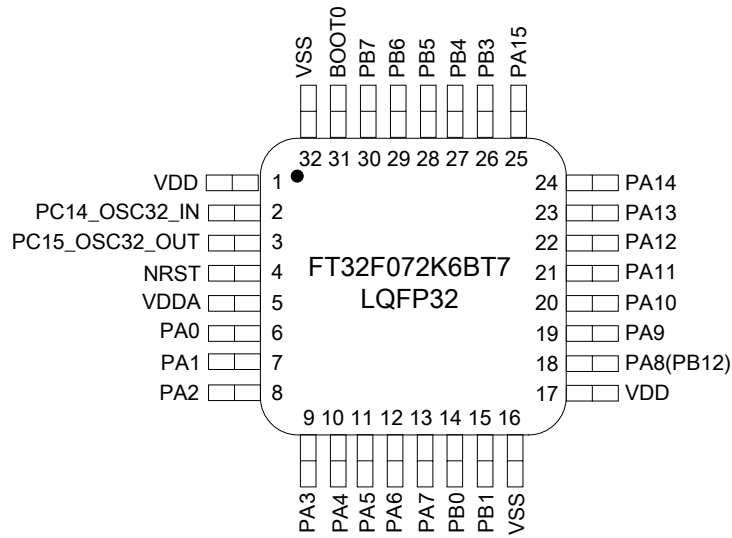 VSS
BOOT0
PB7
PB6
PB5
PB4
PB3
PA15
32 31 30 29 28 27 26 25
VDD 1
PC14_OSC32_IN 2
PC15_OSC32_OUT 3
NRST 4
VDDA 5
PA0 6
PA1 7
PA2 8
FT32F072K6BT7
LQFP32
24 PA14
23 PA13
22 PA12
21 PA11
20 PA10
19 PA9
18 PA8(PB12)
17 VDD
9 10 11 12 13 14 15 16
PA3
PA4
PA5
PA6
PA7
PB0
PB1
VSS